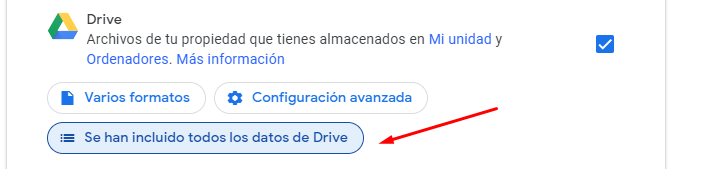 Drive
Archivos de tu propiedad que tienes almacenados en Mi unidad y
Ordenadores. Más información
Varios formatos
Configuración avanzada
Se han incluido todos los datos de Drive